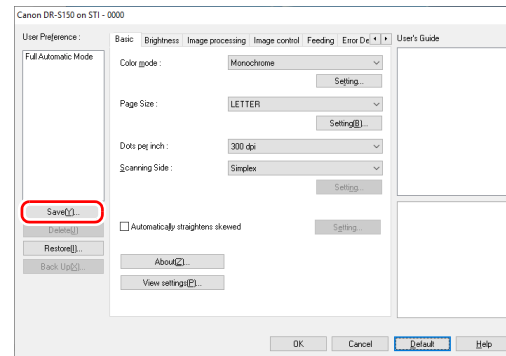 Canon DR-S150 on STI - 0000
User Preference :
Full Automatic Mode
Save(Y)...
Delete(J)
Restore(I)...
Basic Brightness Image processing Image control Feeding Error De
Color mode : Monochrome
Setting...
Page Size : LETTER
Setting(B)...
Dots per inch : 300 dpi
Scanning Side : Simplex
Setting...
Automatically straightens skewed Setting...
About(Z)...
View settings(P)...
User's Guide
OK Cancel Default Help